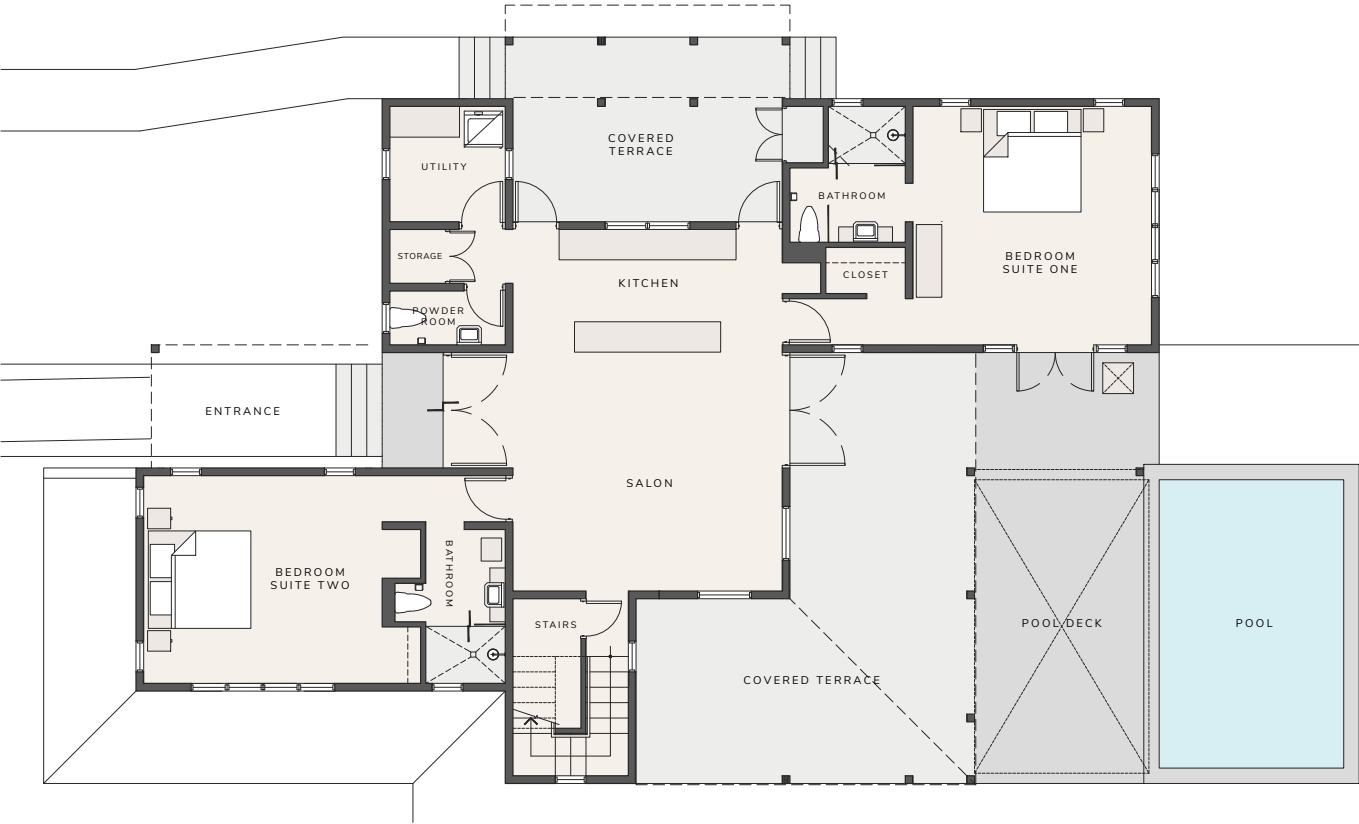 COVERED
TERRACE
UTILITY
BATHROOM
STORAGE
BEDROOM
SUITE ONE
CLOSET
KITCHEN
POWDER
ROOM
ENTRANCE
SALON
BATHROOM
BEDROOM
SUITE TWO
STAIRS
POOL DECK
POOL
COVERED TERRACE